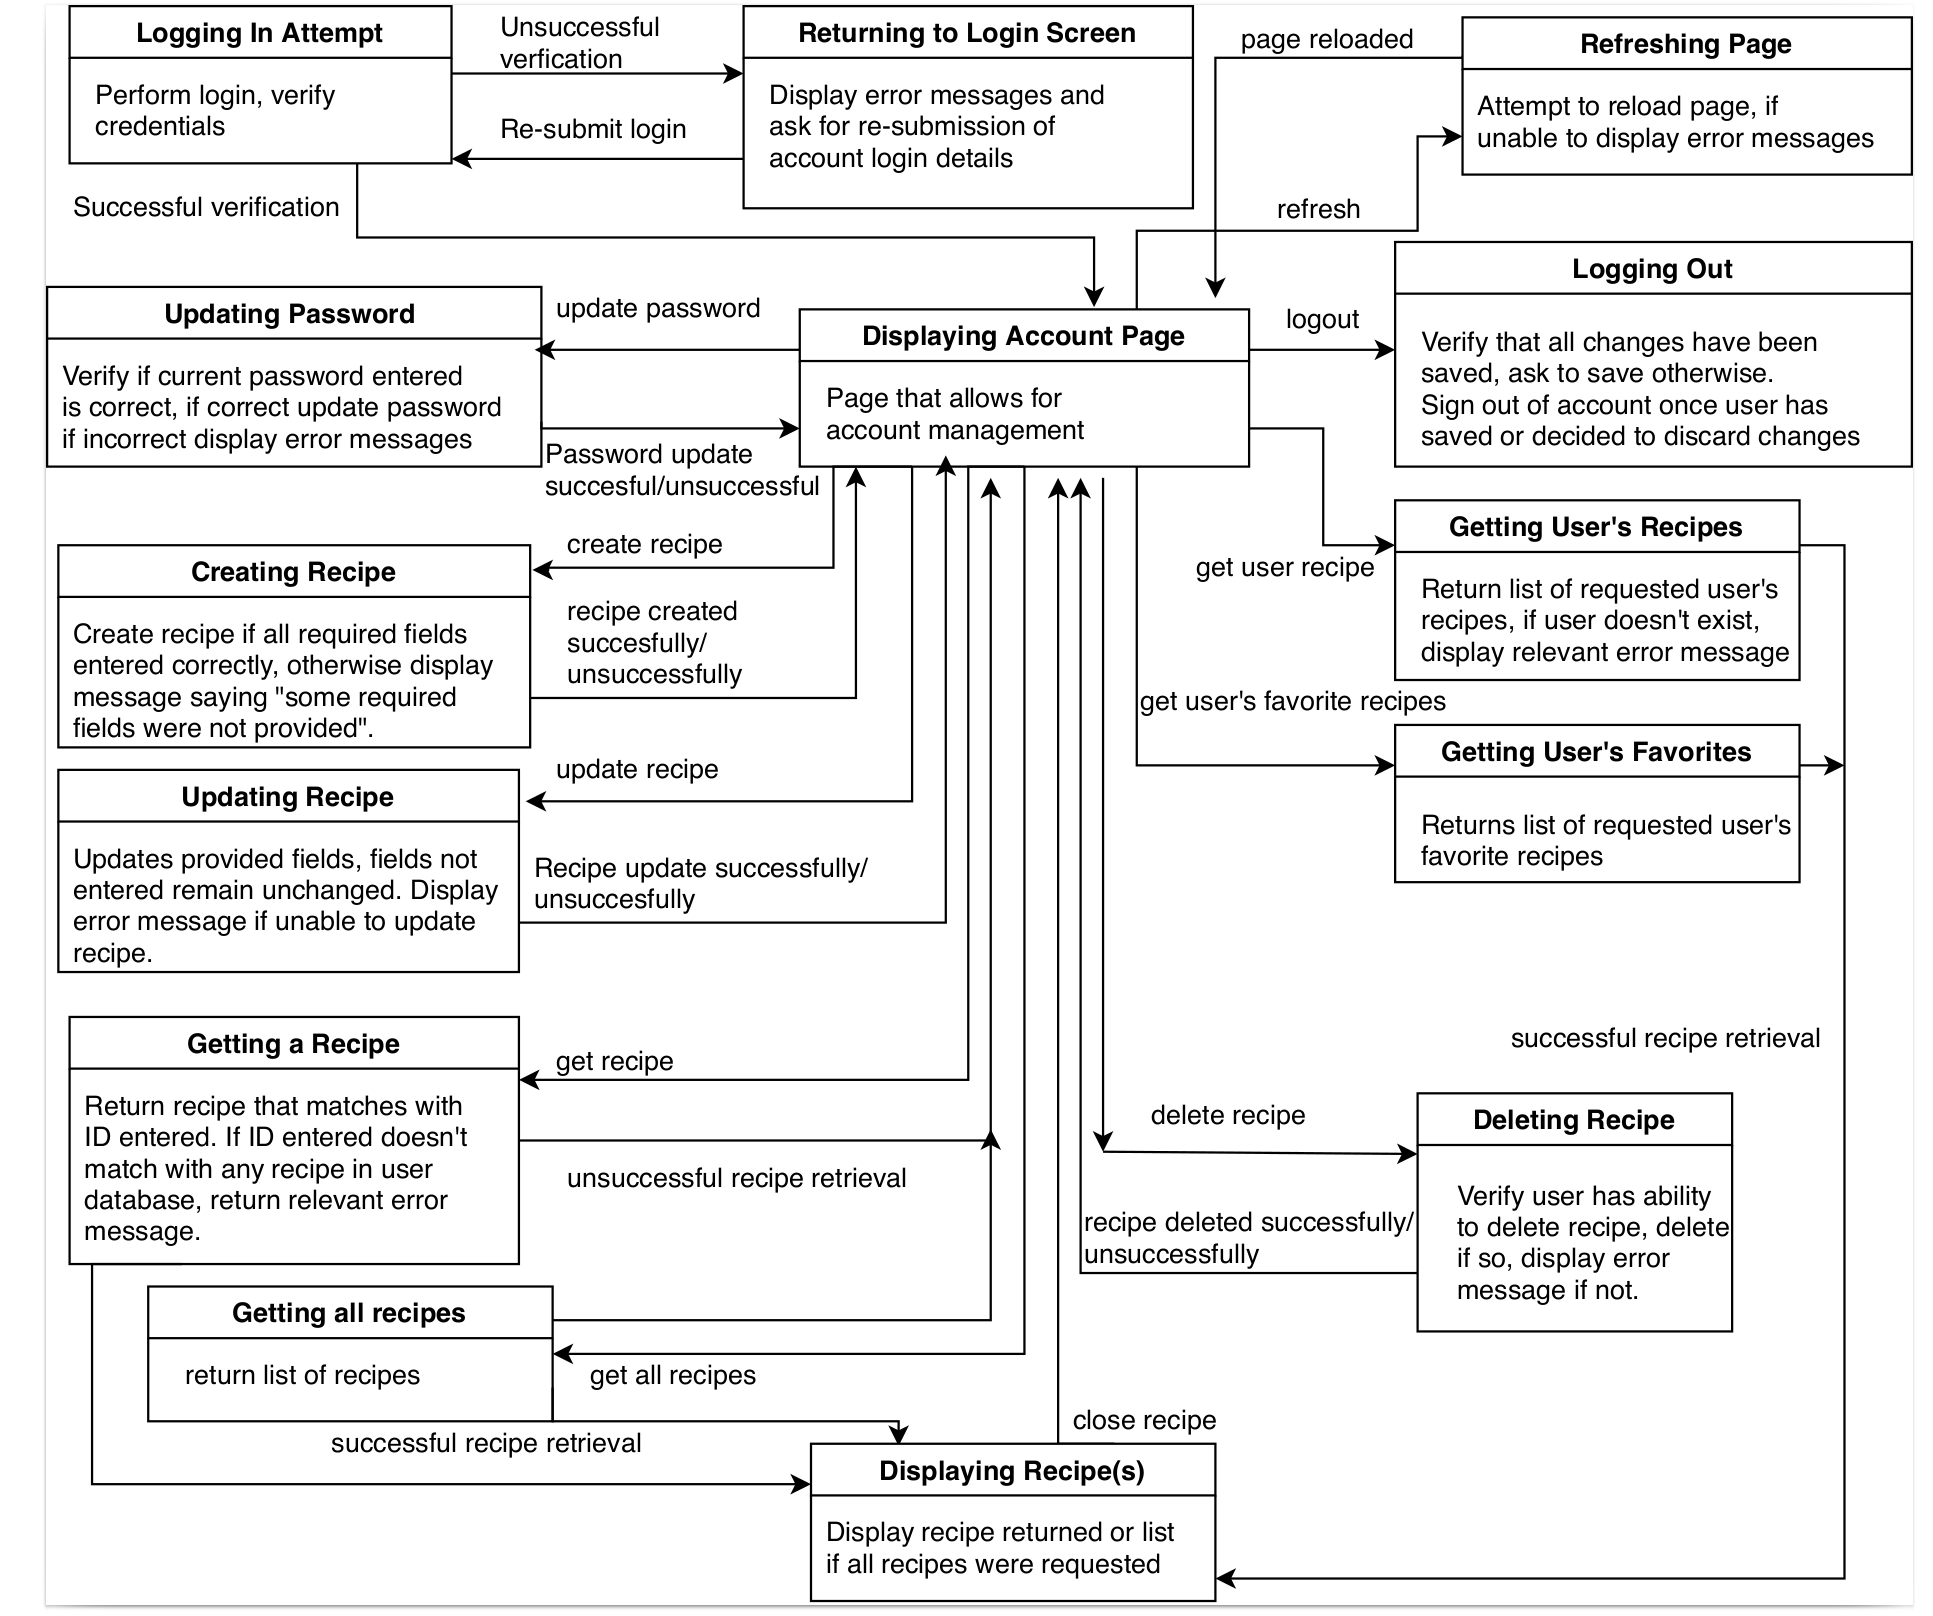 Logging In Attempt
Perform login, verify
credentials
Unsuccessful
verfication
Re-submit login
Returning to Login Screen
Display error messages and
ask for re-submission of
account login details
page reloaded
Refreshing Page
Attempt to reload page, if
unable to display error messages
Successful verification
refresh
Updating Password
Verify if current password entered
is correct, if correct update password
if incorrect display error messages
update password
Password update
succesful/unsuccessful
Displaying Account Page
Page that allows for
account management
logout
Logging Out
Verify that all changes have been
saved, ask to save otherwise.
Sign out of account once user has
saved or decided to discard changes
get user recipe
Getting User's Recipes
Return list of requested user's
recipes, if user doesn't exist,
display relevant error message
Creating Recipe
Create recipe if all required fields
entered correctly, otherwise display
message saying "some required
fields were not provided".
create recipe
recipe created
succesfully/
unsuccessfully
get user's favorite recipes
Getting User's Favorites
Returns list of requested user's
favorite recipes
Updating Recipe
Updates provided fields, fields not
entered remain unchanged. Display
error message if unable to update
recipe.
update recipe
Recipe update successfully/
unsuccesfully
successful recipe retrieval
Getting a Recipe
Return recipe that matches with
ID entered. If ID entered doesn't
match with any recipe in user
database, return relevant error
message.
get recipe
unsuccessful recipe retrieval
delete recipe
recipe deleted successfully/
unsuccessfully
Deleting Recipe
Verify user has ability
to delete recipe, delete
if so, display error
message if not.
Getting all recipes
return list of recipes
get all recipes
successful recipe retrieval
close recipe
Displaying Recipe(s)
Display recipe returned or list
if all recipes were requested